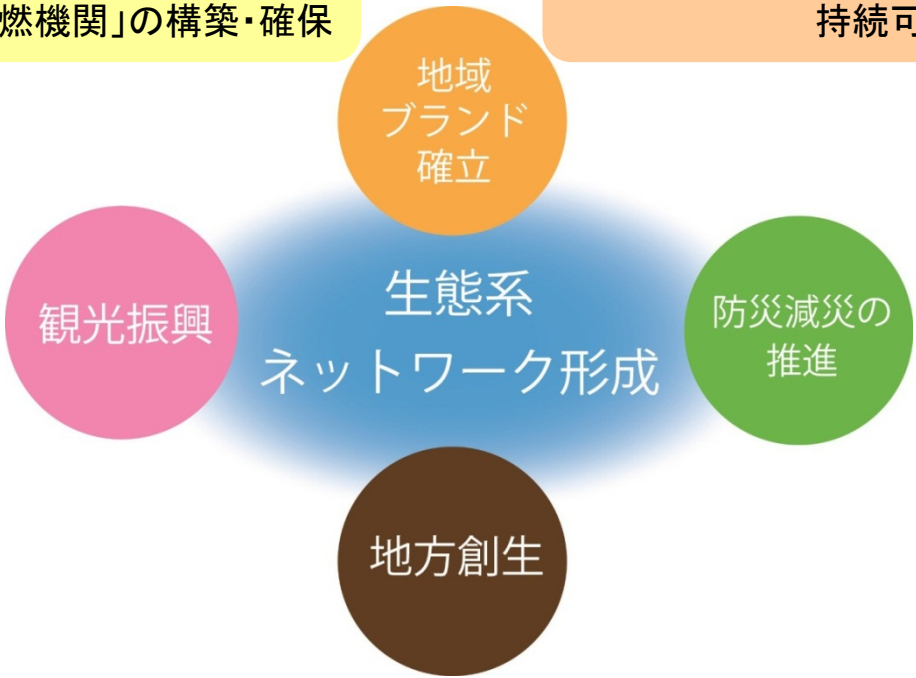 燃機関」の構築・確保
持続可
地域
ブランド
確立
生態系
ネットワーク形成
観光振興
防災減災の
推進
地方創生